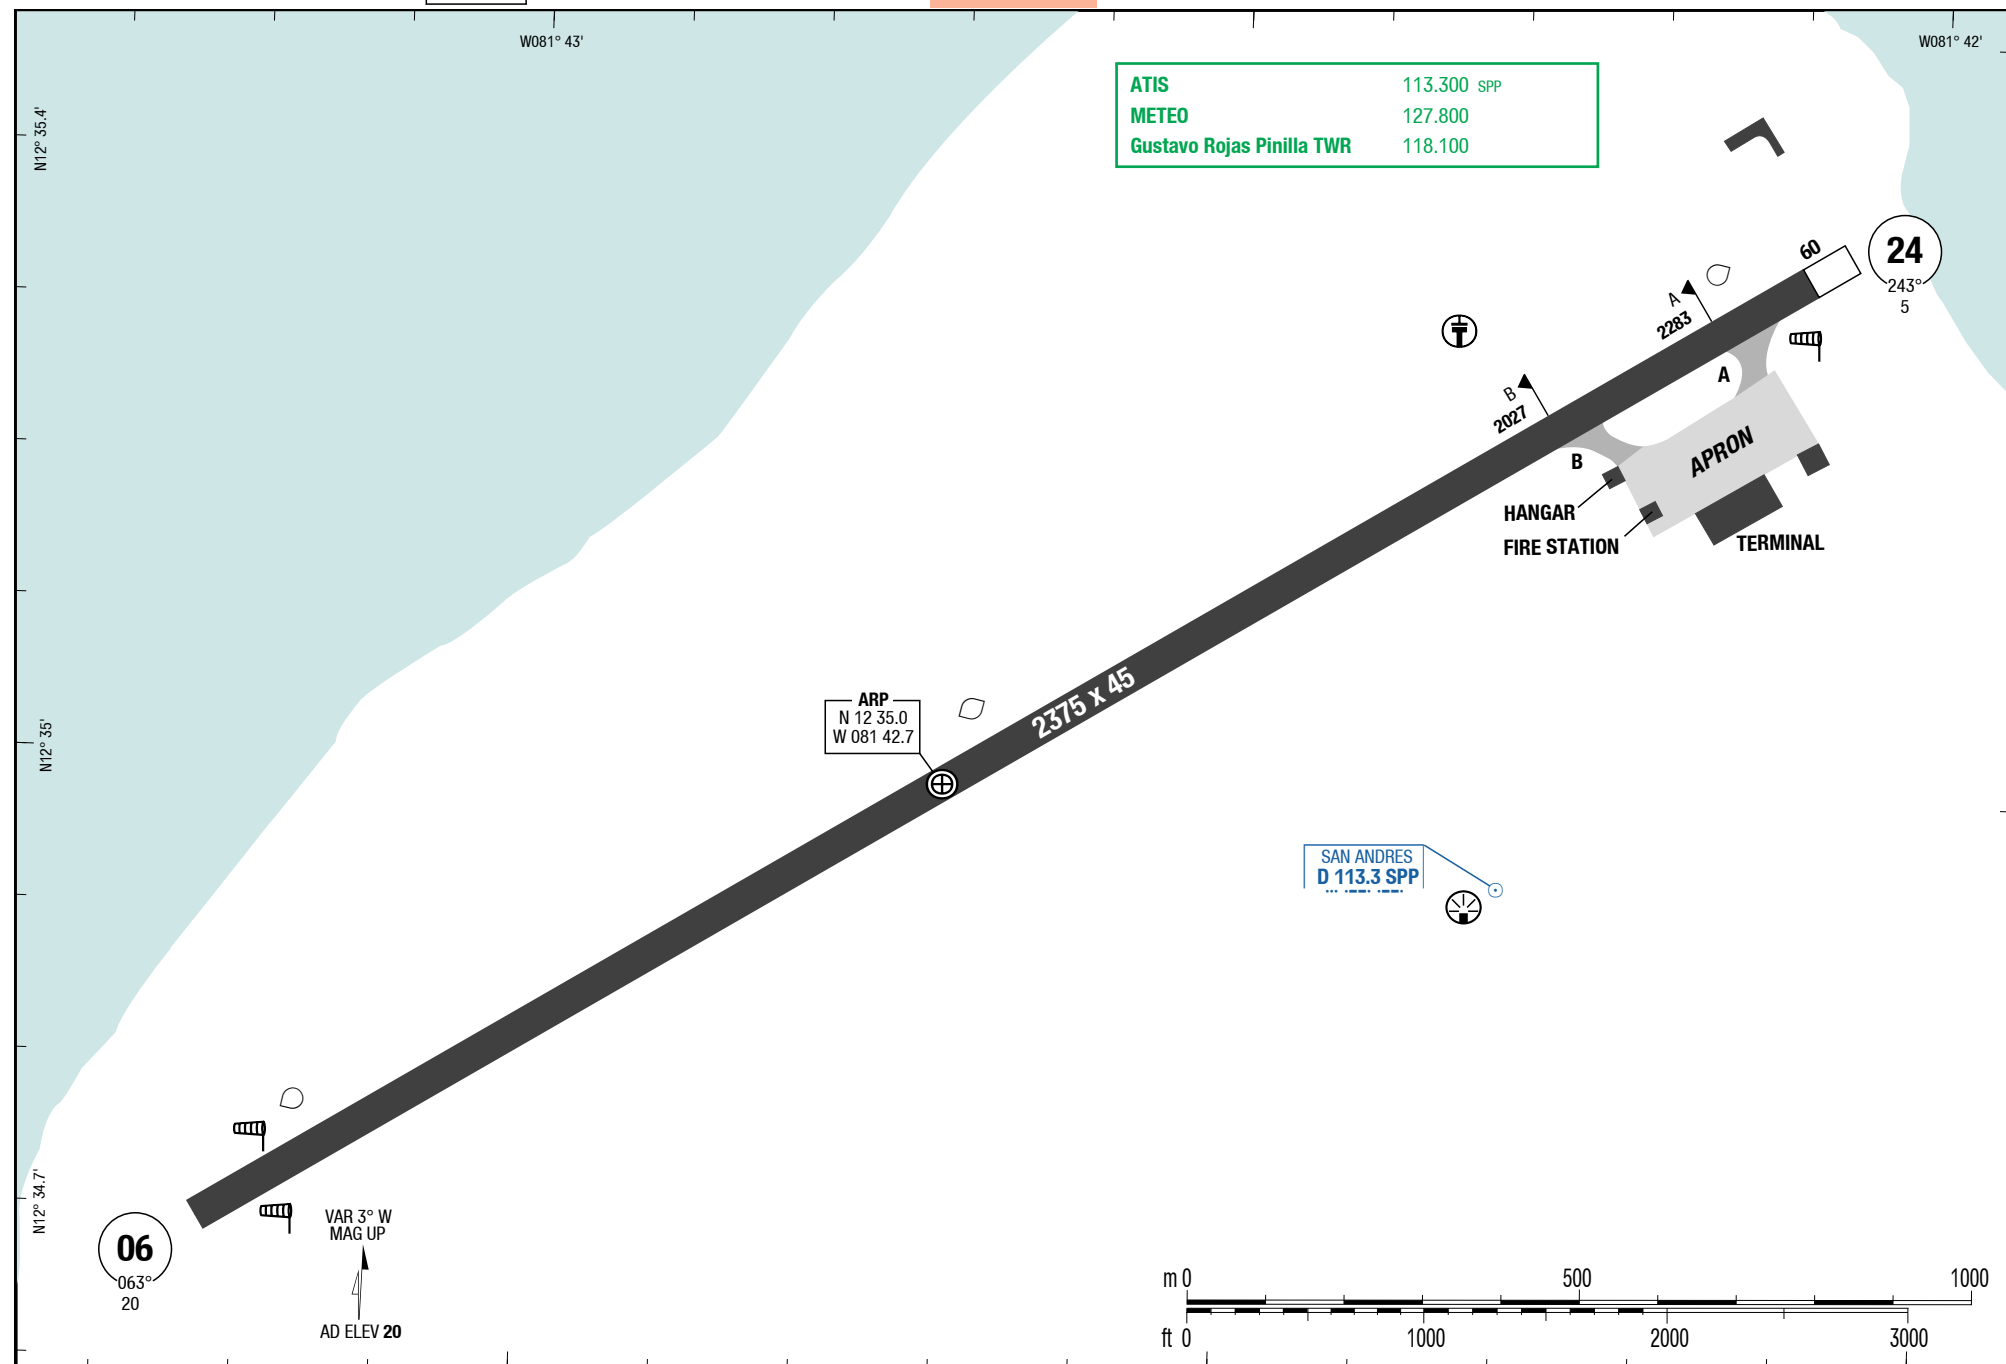 W081° 43'
W081° 42'
N12° 35.4'
ATIS 113.300 SPP
METEO 127.800
Gustavo Rojas Pinilla TWR 118.100
60
24
243°
5
A
2283
B
2027
A
B
APRON
HANGAR
FIRE STATION
TERMINAL
2375 x 45
ARP
N 12 35.0
W 081 42.7
N12° 35'
SAN ANDRES
D 113.3 SPP
N12° 34.7'
06
063°
20
VAR 3° W
MAG UP
AD ELEV 20
m 0 500 1000
ft 0 1000 2000 3000